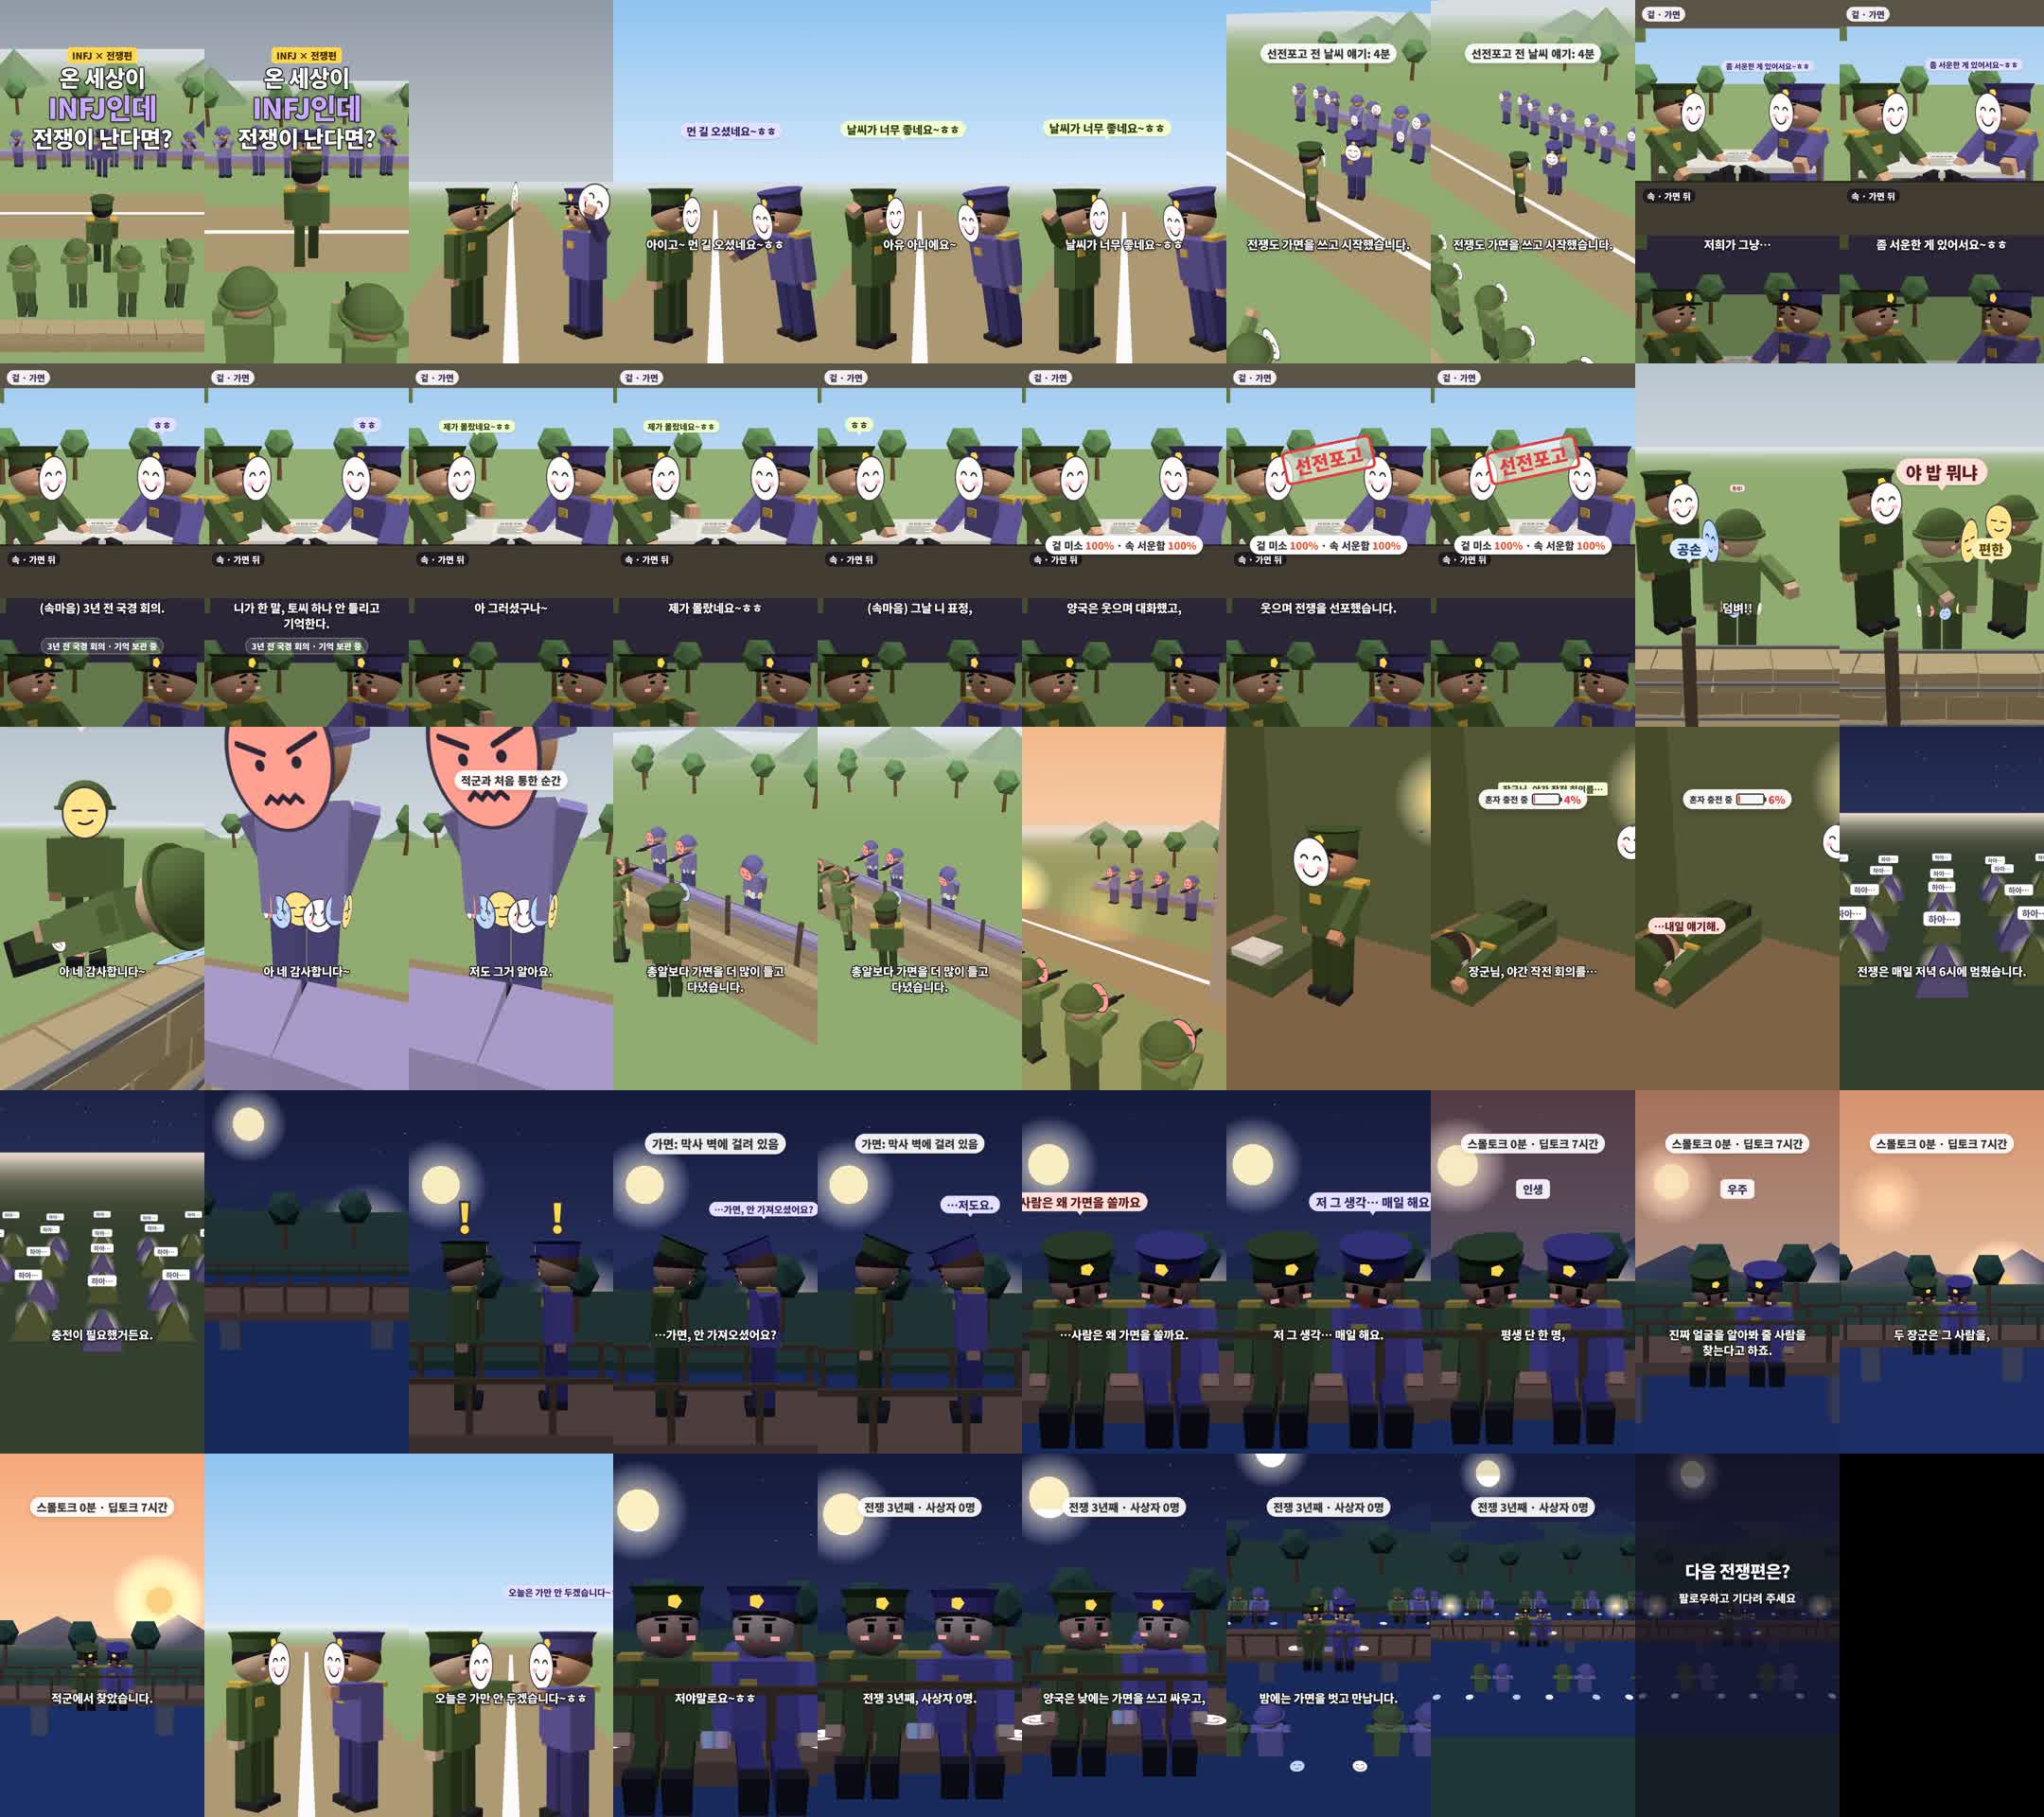 INFJ × 전쟁편
온 세상이
INFJ인데
전쟁이 난다면?
INFJ × 전쟁편
온 세상이
INFJ인데
전쟁이 난다면?
먼 길 오셨네요~ㅎㅎ
아이고~ 먼 길 오셨네요~ㅎㅎ
날씨가 너무 좋네요~ㅎㅎ
아유 아니에요~
날씨가 너무 좋네요~ㅎㅎ
날씨가 너무 좋네요~ㅎㅎ
선전포고 전 날씨 얘기: 4분
전쟁도 가면을 쓰고 시작했습니다.
선전포고 전 날씨 얘기: 4분
전쟁도 가면을 쓰고 시작했습니다.
겉 · 가면
좀 서운한 게 있어서요~ㅎㅎ
속 · 가면 뒤
저희가 그냥…
겉 · 가면
좀 서운한 게 있어서요~ㅎㅎ
속 · 가면 뒤
좀 서운한 게 있어서요~ㅎㅎ
겉 · 가면
ㅎㅎ
속 · 가면 뒤
(속마음) 3년 전 국경 회의.
3년 전 국경 회의 · 기억 보관 중
겉 · 가면
ㅎㅎ
속 · 가면 뒤
니가 한 말, 토씨 하나 안 틀리고
기억한다.
3년 전 국경 회의 · 기억 보관 중
겉 · 가면
제가 몰랐네요~ㅎㅎ
속 · 가면 뒤
아 그러셨구나~
겉 · 가면
제가 몰랐네요~ㅎㅎ
속 · 가면 뒤
제가 몰랐네요~ㅎㅎ
겉 · 가면
ㅎㅎ
속 · 가면 뒤
(속마음) 그날 니 표정,
겉 · 가면
겉 미소 100% · 속 서운함 100%
속 · 가면 뒤
양국은 웃으며 대화했고,
겉 · 가면
선전포고
겉 미소 100% · 속 서운함 100%
속 · 가면 뒤
웃으며 전쟁을 선포했습니다.
겉 · 가면
선전포고
겉 미소 100% · 속 서운함 100%
속 · 가면 뒤
공손
덤벼!!
야 밥 뭐냐
편한
아 네 감사합니다~
아 네 감사합니다~
적군과 처음 통한 순간
저도 그거 알아요.
총알보다 가면을 더 많이 들고
다녔습니다.
총알보다 가면을 더 많이 들고
다녔습니다.
혼자 충전 중 4%
장군님, 야간 작전 회의를…
혼자 충전 중 6%
…내일 얘기해.
하아…
하아…
하아…
하아…
하아…
하아…
하아…
하아…
전쟁은 매일 저녁 6시에 멈췄습니다.
하아…
하아…
하아…
하아…
하아…
하아…
하아…
하아…
충전이 필요했거든요.
가면: 막사 벽에 걸려 있음
…가면, 안 가져오셨어요?
…가면, 안 가져오셨어요?
가면: 막사 벽에 걸려 있음
…저도요.
사람은 왜 가면을 쓸까요
…사람은 왜 가면을 쓸까요.
저 그 생각… 매일 해요
저 그 생각… 매일 해요.
스몰토크 0분 · 딥토크 7시간
인생
평생 단 한 명,
스몰토크 0분 · 딥토크 7시간
우주
진짜 얼굴을 알아봐 줄 사람을
찾는다고 하죠.
스몰토크 0분 · 딥토크 7시간
두 장군은 그 사람을,
스몰토크 0분 · 딥토크 7시간
적군에서 찾았습니다.
오늘은 가만 안 두겠습니다~
오늘은 가만 안 두겠습니다~ㅎㅎ
저야말로요~ㅎㅎ
전쟁 3년째 · 사상자 0명
전쟁 3년째, 사상자 0명.
전쟁 3년째 · 사상자 0명
양국은 낮에는 가면을 쓰고 싸우고,
전쟁 3년째 · 사상자 0명
밤에는 가면을 벗고 만납니다.
전쟁 3년째 · 사상자 0명
다음 전쟁편은?
팔로우하고 기다려 주세요